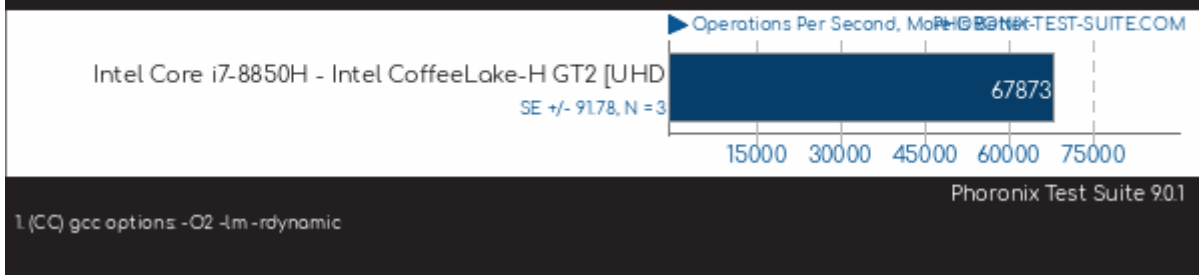 Operations Per Second, More Is Better
PHORONIX-TEST-SUITE.COM
Intel Core i7-8850H - Intel CoffeeLake-H GT2 [UHD
67873
SE +/- 91.78, N = 3
15000 30000 45000 60000 75000
Phoronix Test Suite 9.0.1
1. (CC) gcc options: -O2 -lm -rdynamic